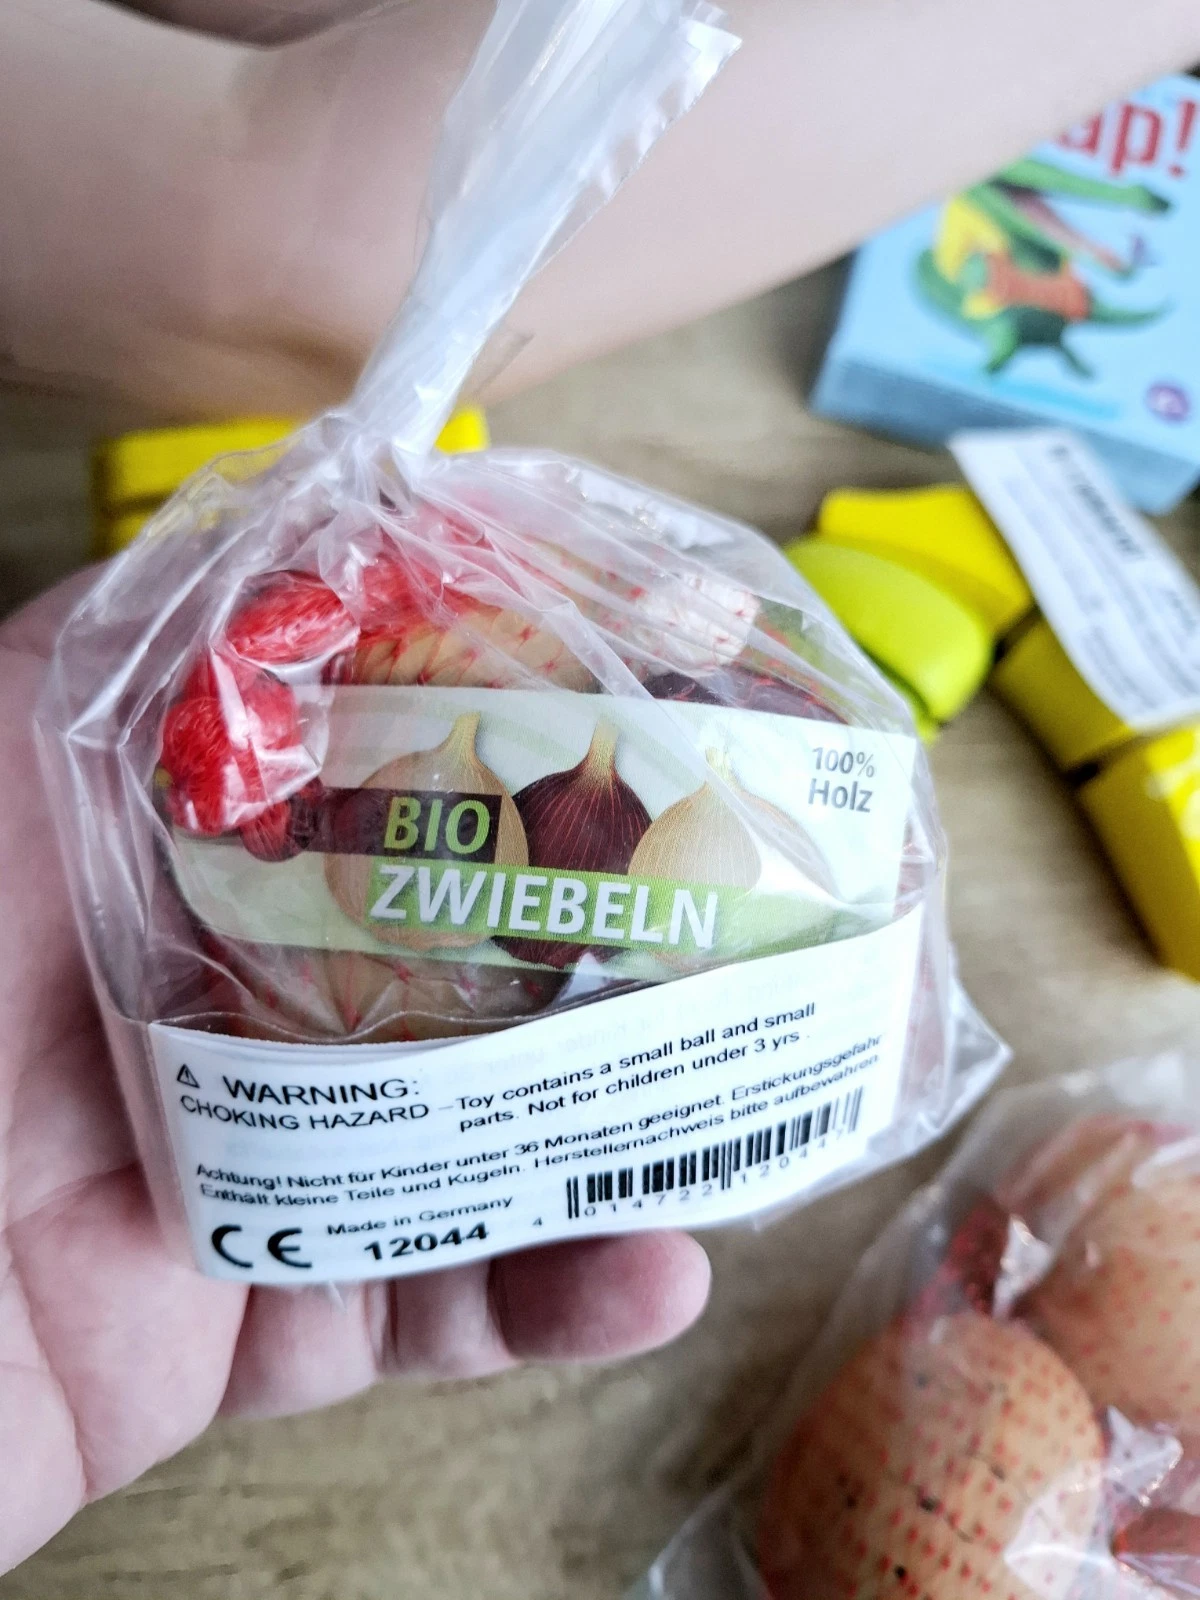 ap!
100%
Holz
BIO
ZWIEBELN
WARNING:
CHOKING HAZARD – Toy contains a small ball and small
parts. Not for children under 3 yrs.
Achtung! Nicht für Kinder unter 36 Monaten geeignet. Erstickungsgefahr
Enthält kleine Teile und Kugeln. Herstellernachweis bitte aufbewahren.
CE
Made in Germany
12044
4 014722 120447